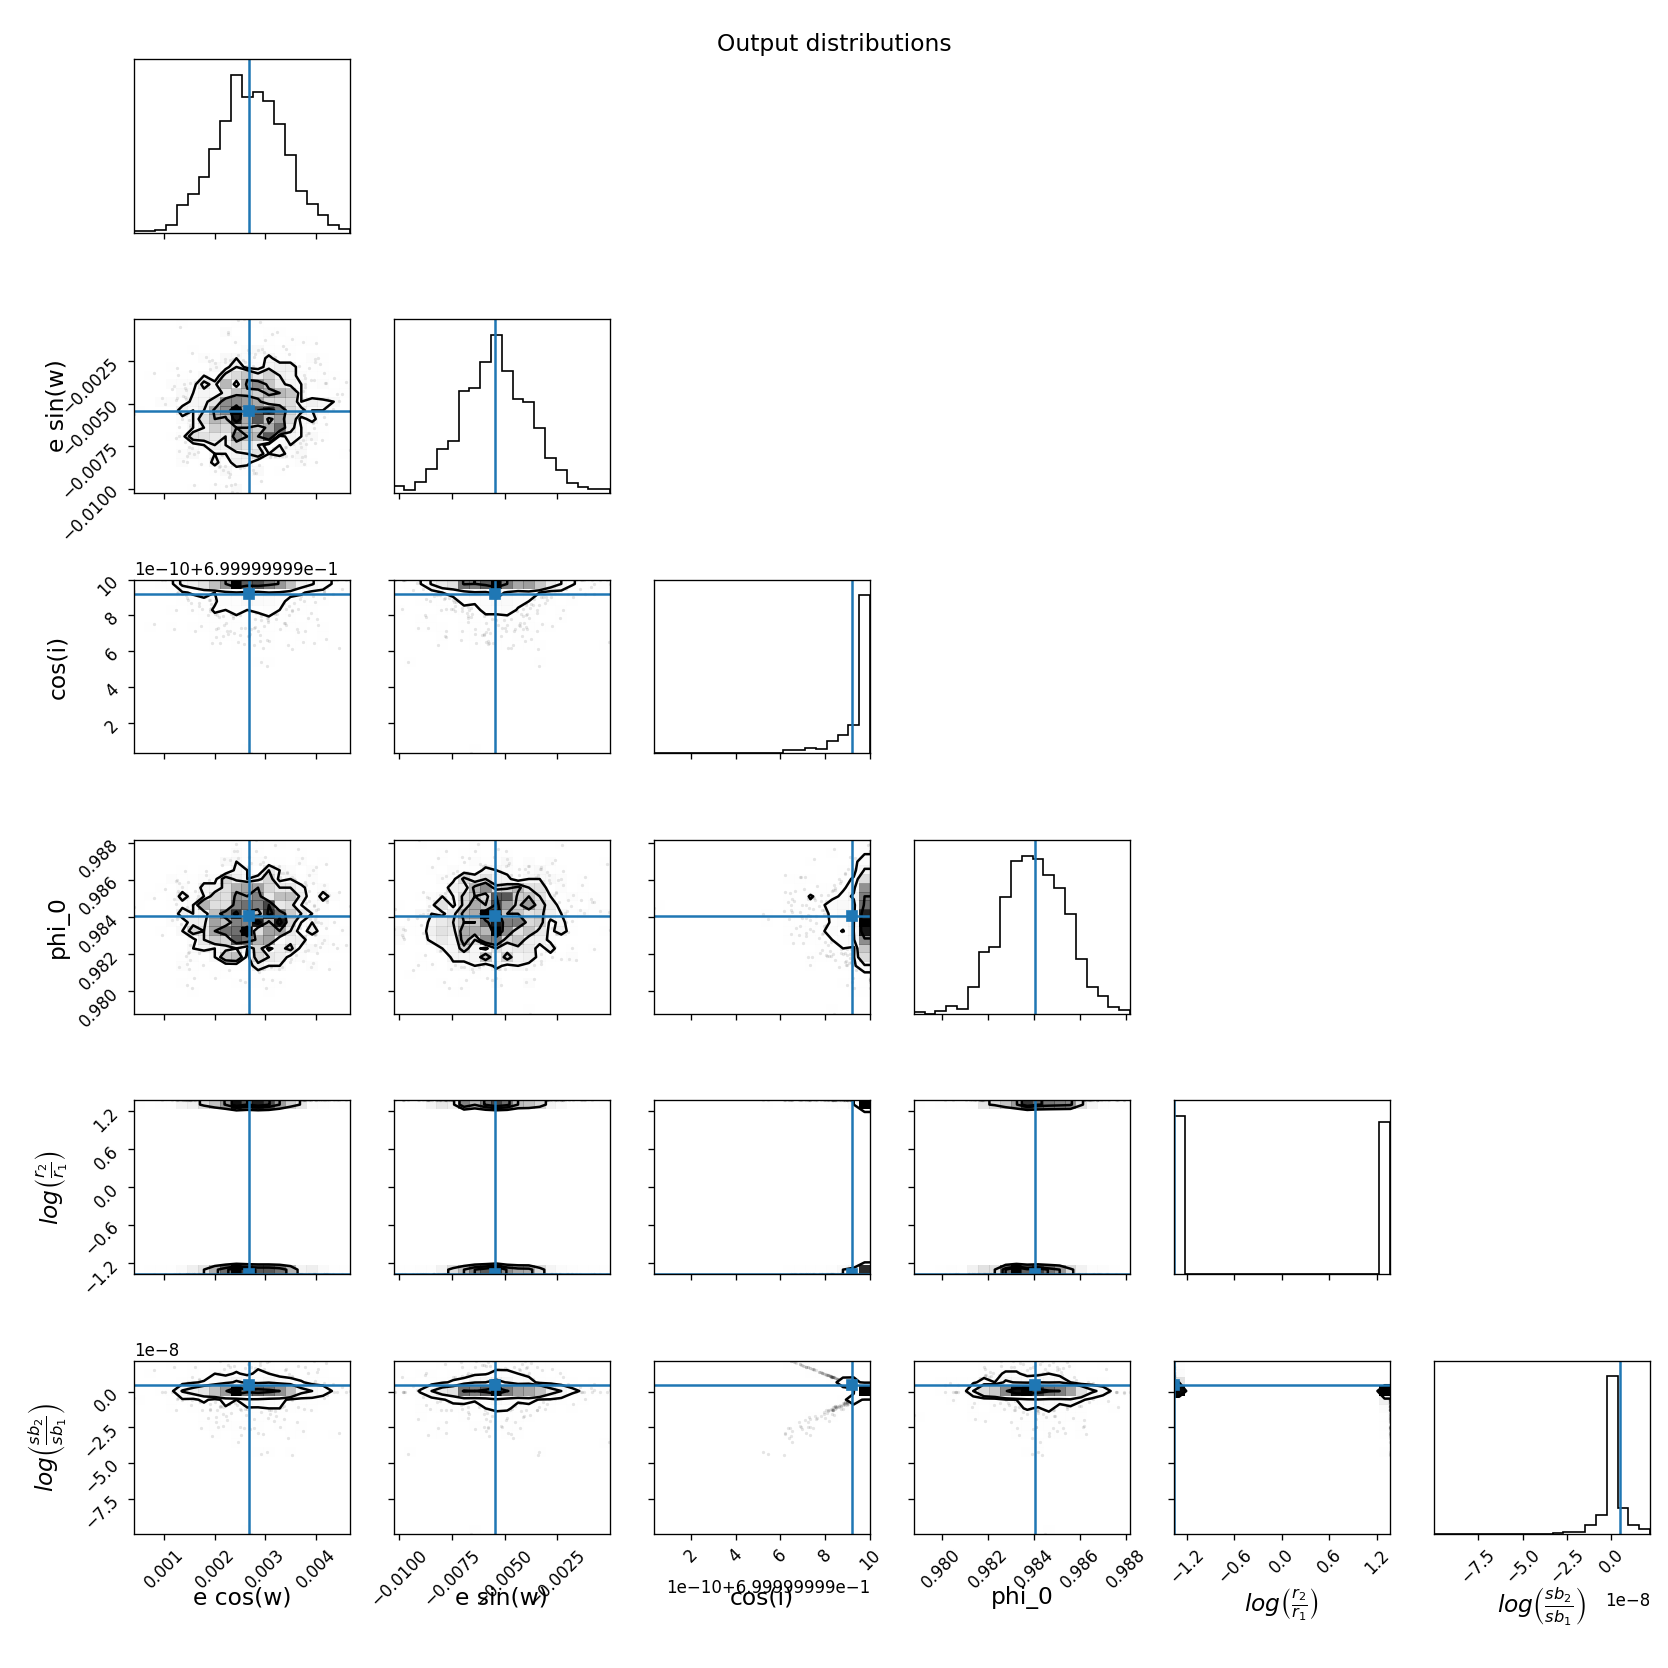 Output distributions
e sin(w)
−0.0025
−0.0050
−0.0075
−0.0100
1e−10+6.99999999e−1
cos(i)
10
8
6
4
2
phi_0
0.988
0.986
0.984
0.982
0.980
log(r₂/r₁)
1.2
0.6
0.0
−0.6
−1.2
1e−8
log(sb₂/sb₁)
0.0
−2.5
−5.0
−7.5
0.001 0.002 0.003 0.004
e cos(w)
−0.0100 −0.0075 −0.0050 −0.0025
e sin(w)
2 4 6 8 10
1e−10+6.99999999e−1
cos(i)
0.980 0.982 0.984 0.986 0.988
phi_0
−1.2 −0.6 0.0 0.6 1.2
log(r₂/r₁)
−7.5 −5.0 −2.5 0.0
1e−8
log(sb₂/sb₁)